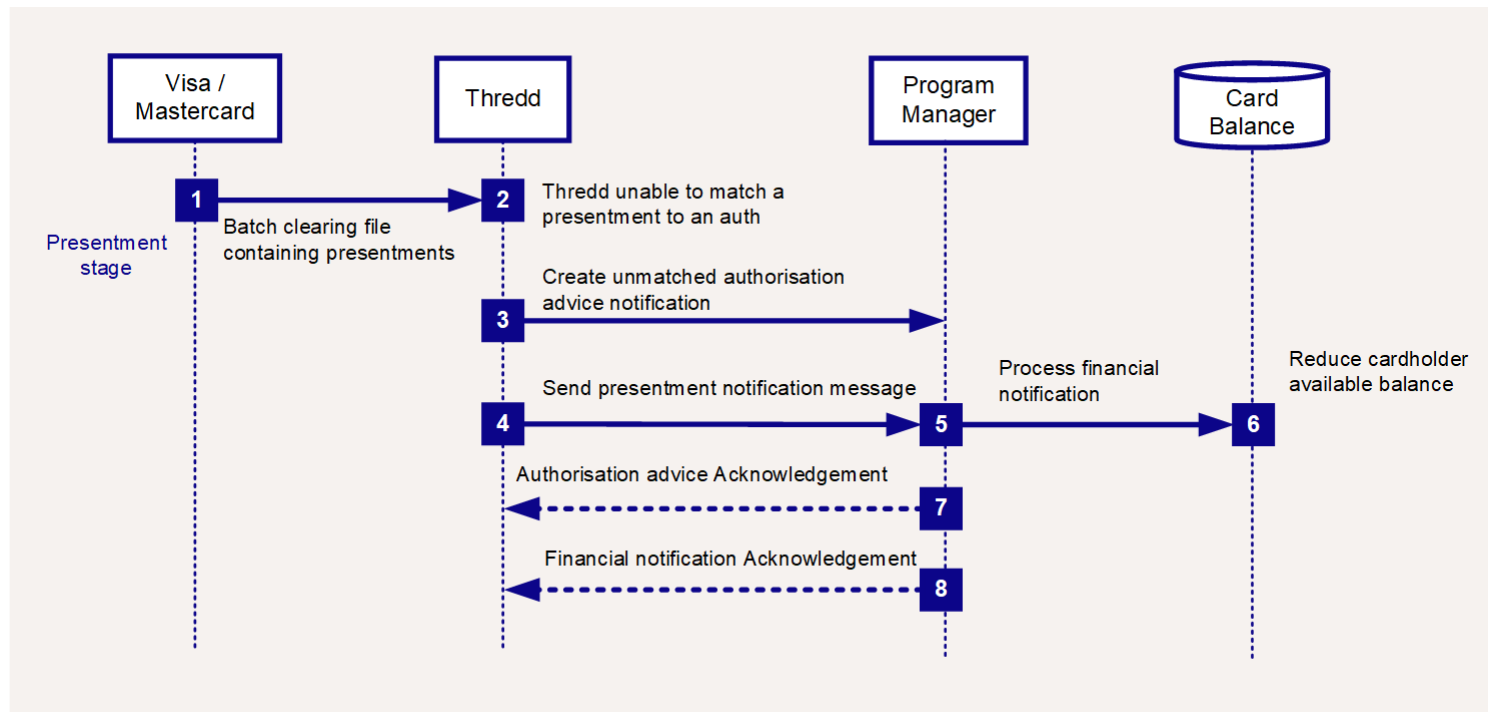 Visa /
Mastercard
Thredd
Program
Manager
Card
Balance
1
2
Thredd unable to match a
presentment to an auth
Presentment
stage
Batch clearing file
containing presentments
Create unmatched authorisation
advice notification
3
Send presentment notification message
Process financial
notification
Reduce cardholder
available balance
4
5
6
Authorisation advice Acknowledgement
7
Financial notification Acknowledgement
8